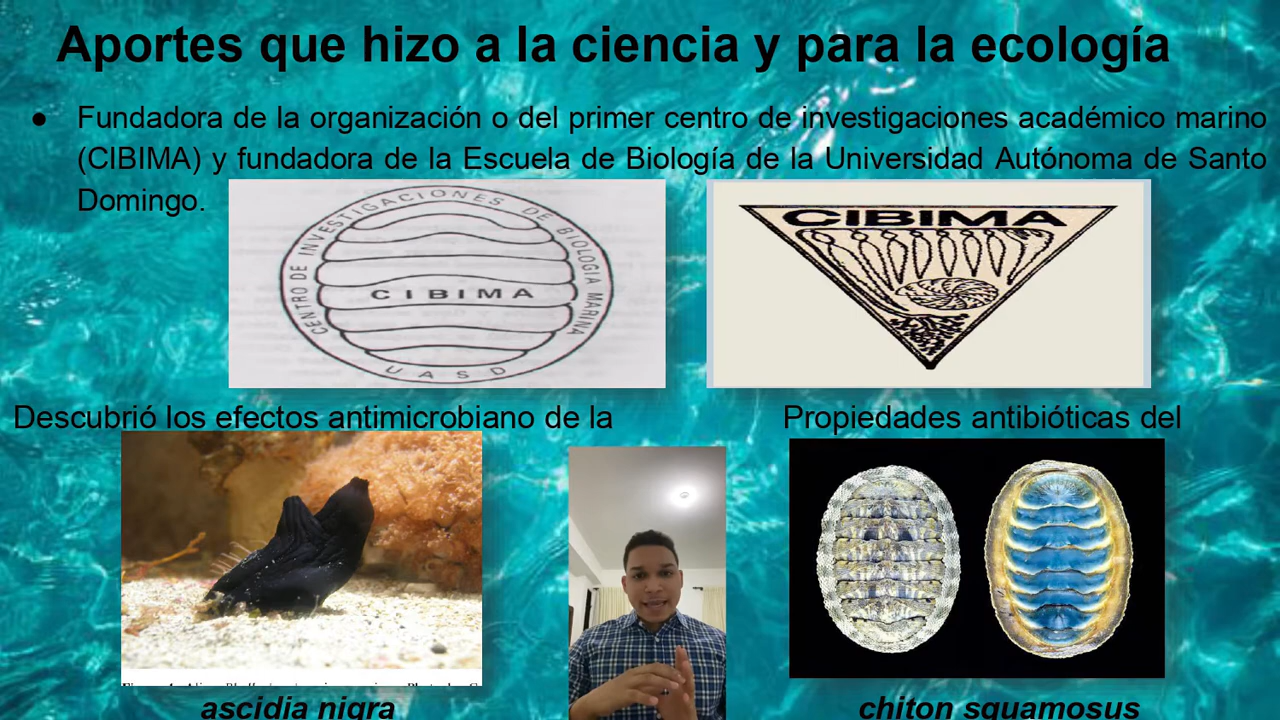 Aportes que hizo a la ciencia y para la ecología
● Fundadora de la organización o del primer centro de investigaciones académico marino
(CIBIMA) y fundadora de la Escuela de Biología de la Universidad Autónoma de Santo
Domingo.
CENTRO DE INVESTIGACIONES DE BIOLOGIA MARINA
CIBIMA
UASD
CIBIMA
Descubrió los efectos antimicrobiano de la
Propiedades antibióticas del
ascidia nigra
chiton squamosus